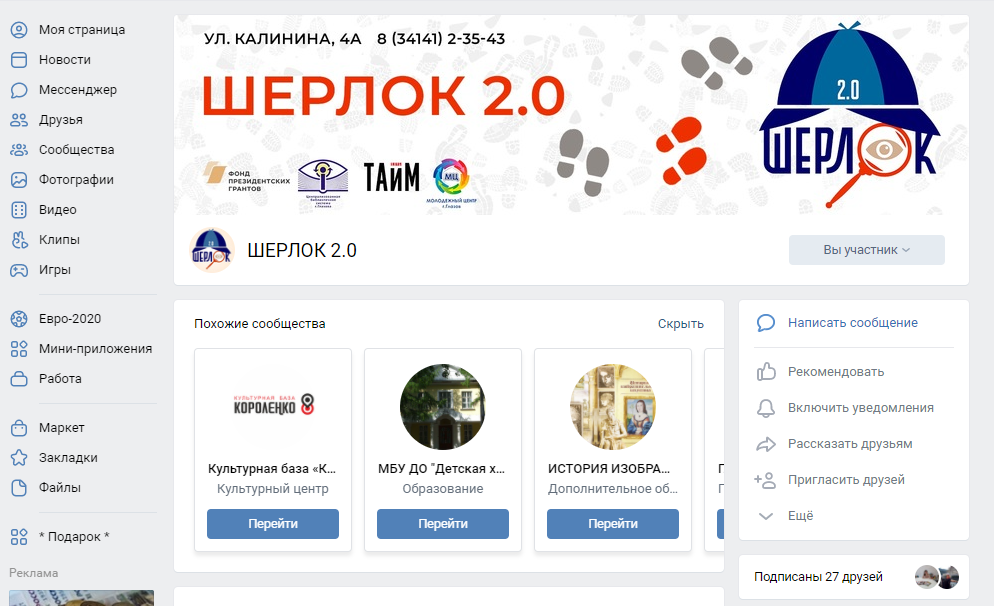 Моя страница
Новости
Мессенджер
Друзья
Сообщества
Фотографии
Видео
Клипы
Игры
Евро-2020
Мини-приложения
Работа
Маркет
Закладки
Файлы
* Подарок *
Реклама
УЛ. КАЛИНИНА, 4А 8 (34141) 2-35-43
ШЕРЛОК 2.0
ФОНД
ПРЕЗИДЕНТСКИХ
ГРАНТОВ
ТАйМ
МЦ
МОЛОДЕЖНЫЙ ЦЕНТР
г.Глазов
2.0
ШЕРЛОК
ШЕРЛОК
ШЕРЛОК 2.0
Вы участник
Похожие сообщества
Скрыть
КУЛЬТУРНАЯ БАЗА
КОРОЛЕНКО 8
Культурная база «К...
Культурный центр
Перейти
МБУ ДО "Детская х...
Образование
Перейти
ИСТОРИЯ ИЗОБРА...
Дополнительное об...
Перейти
Написать сообщение
Рекомендовать
Включить уведомления
Рассказать друзьям
Пригласить друзей
Ещё
Подписаны 27 друзей